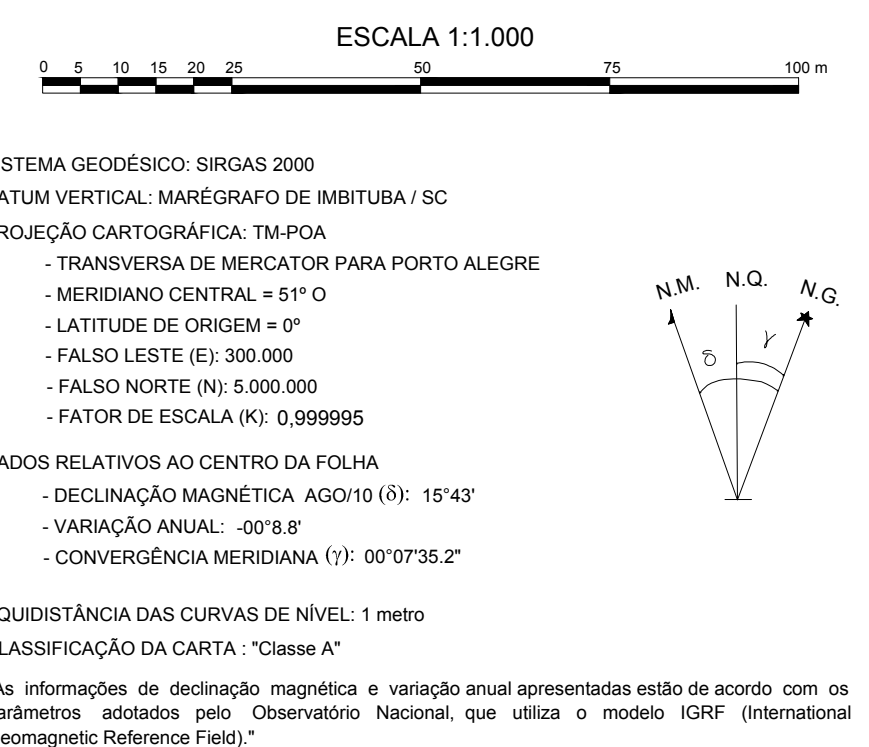 ESCALA 1:1.000
0 5 10 15 20 25 50 75 100 m
ISTEMA GEODÉSICO: SIRGAS 2000
ATUM VERTICAL: MARÉGRAFO DE IMBITUBA / SC
ROJEÇÃO CARTOGRÁFICA: TM-POA
- TRANSVERSA DE MERCATOR PARA PORTO ALEGRE
- MERIDIANO CENTRAL = 51º O
- LATITUDE DE ORIGEM = 0º
- FALSO LESTE (E): 300.000
- FALSO NORTE (N): 5.000.000
- FATOR DE ESCALA (K): 0,999995
N.M. N.Q. N.G.
δ γ
ADOS RELATIVOS AO CENTRO DA FOLHA
- DECLINAÇÃO MAGNÉTICA AGO/10 (δ): 15°43'
- VARIAÇÃO ANUAL: -00°8.8'
- CONVERGÊNCIA MERIDIANA (γ): 00°07'35.2"
QUIDISTÂNCIA DAS CURVAS DE NÍVEL: 1 metro
LASSIFICAÇÃO DA CARTA : "Classe A"
As informações de declinação magnética e variação anual apresentadas estão de acordo com os
arâmetros adotados pelo Observatório Nacional, que utiliza o modelo IGRF (International
eomagnetic Reference Field)."